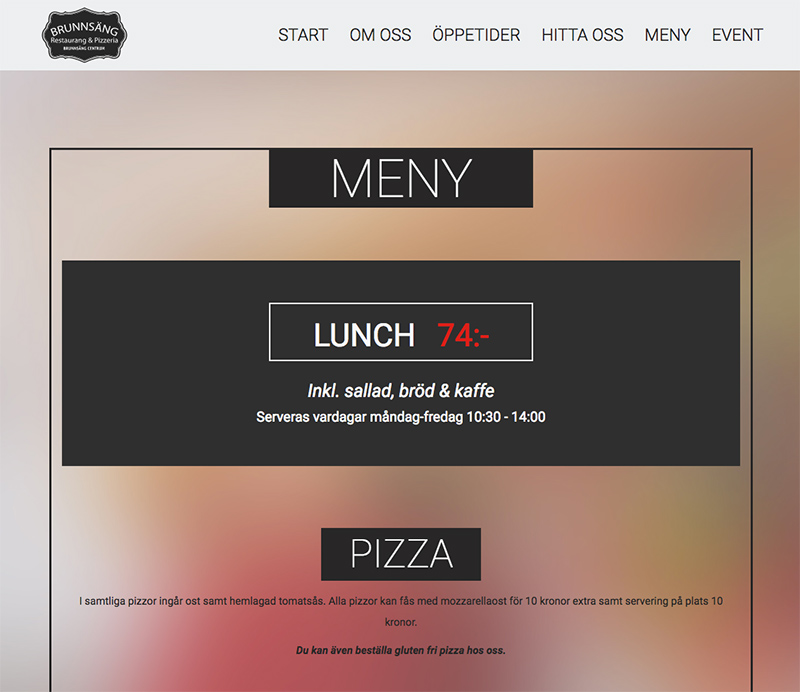 BRUNNSÄNG
Restaurang & Pizzeria
BRUNNSÄNG CENTRUM
START OM OSS ÖPPETIDER HITTA OSS MENY EVENT
MENY
LUNCH 74:-
Inkl. sallad, bröd & kaffe
Serveras vardagar måndag-fredag 10:30 - 14:00
PIZZA
I samtliga pizzor ingår ost samt hemlagad tomatsås. Alla pizzor kan fås med mozzarellaost för 10 kronor extra samt servering på plats 10
kronor.
Du kan även beställa gluten fri pizza hos oss.